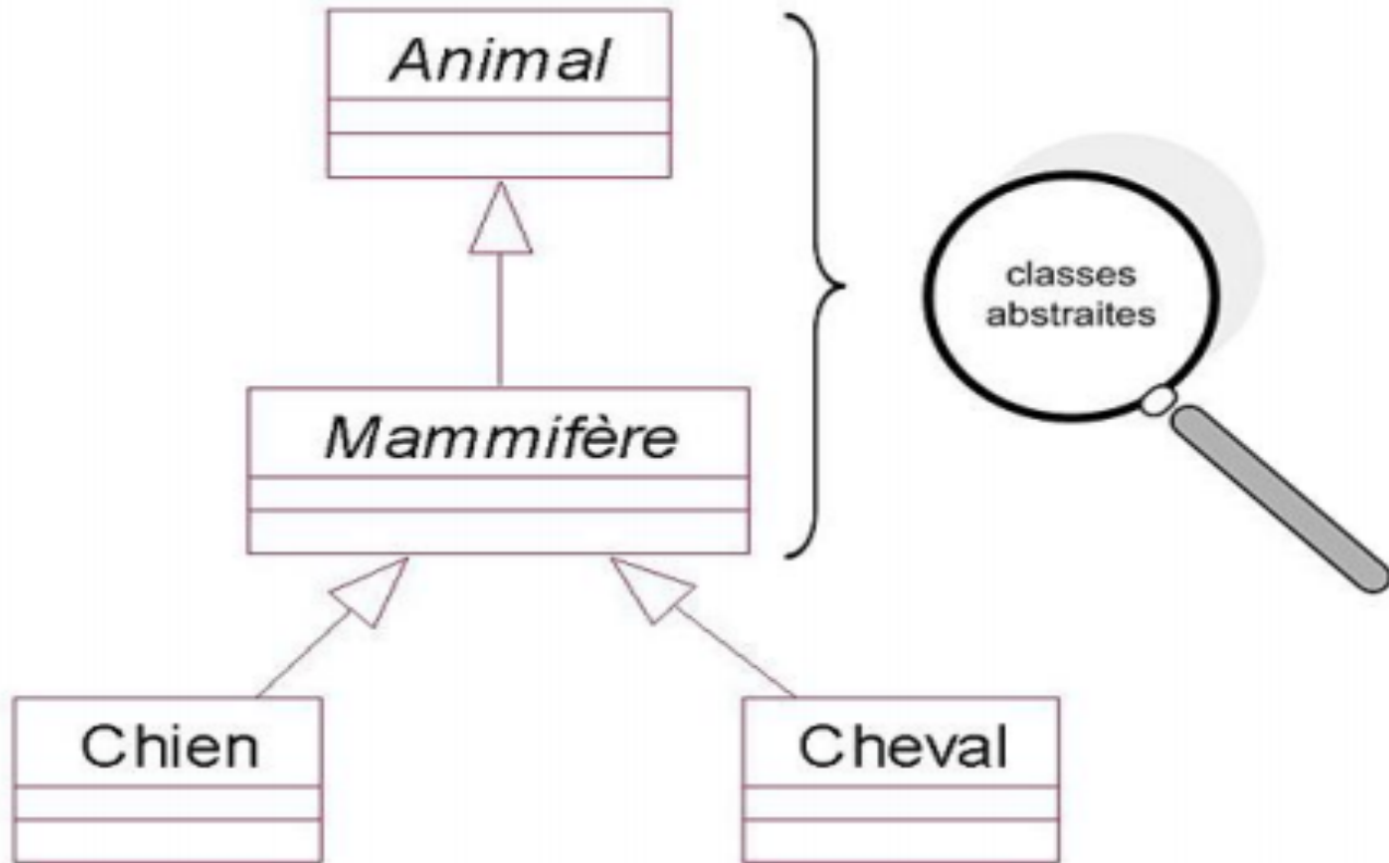 Animal
classes
abstraites
Mammifère
Chien
Cheval